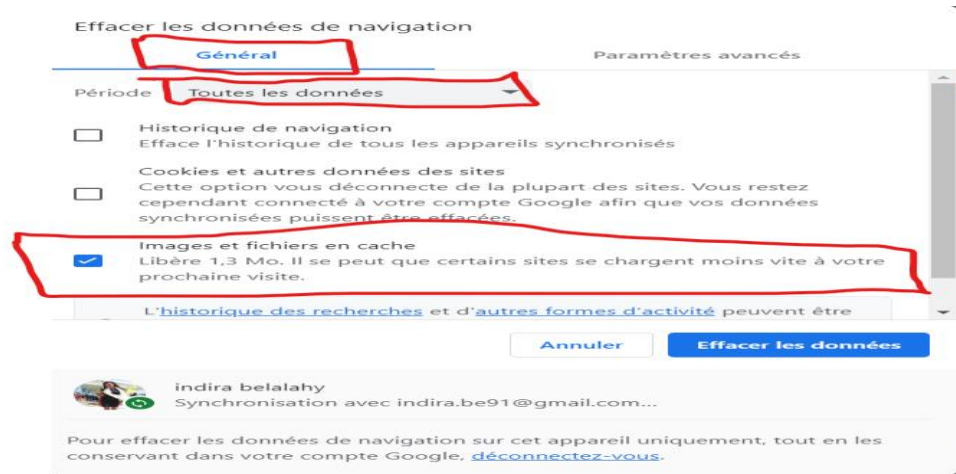 Effacer les données de navigation
Général
Paramètres avancés
Période Toutes les données
Historique de navigation
Efface l'historique de tous les appareils synchronisés
Cookies et autres données des sites
Cette option vous déconnecte de la plupart des sites. Vous restez
cependant connecté à votre compte Google afin que vos données
synchronisées puissent être effacées.
Images et fichiers en cache
Libère 1,3 Mo. Il se peut que certains sites se chargent moins vite à votre
prochaine visite.
L'historique des recherches et d'autres formes d'activité peuvent être
Annuler
Effacer les données
indira belalahy
Synchronisation avec indira.be91@gmail.com...
Pour effacer les données de navigation sur cet appareil uniquement, tout en les
conservant dans votre compte Google, déconnectez-vous.